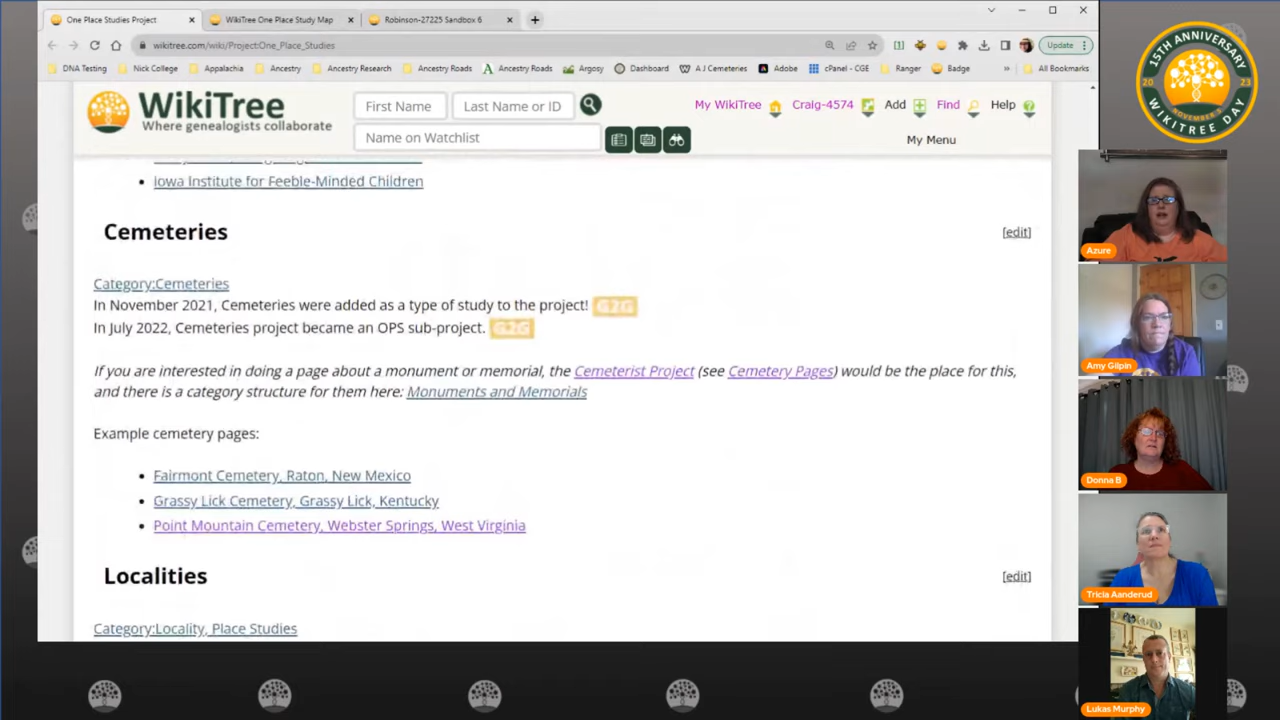 One Place Studies Project
WikiTree One Place Study Map
Robinson-27225 Sandbox 6
wikitree.com/wiki/Project:One_Place_Studies
Update
DNA Testing
Nick College
Appalachia
Ancestry
Ancestry Research
Ancestry Roads
Ancestry Roads
Argosy
Dashboard
A J Cemeteries
Adobe
cPanel - CGE
Ranger
Badge
»
All Bookmarks
WikiTree
Where genealogists collaborate
First Name
Last Name or ID
Name on Watchlist
My WikiTree
Craig-4574
Add
Find
Help
My Menu
Iowa Institute for Feeble-Minded Children
Cemeteries
[edit]
Category:Cemeteries
In November 2021, Cemeteries were added as a type of study to the project! G2G
In July 2022, Cemeteries project became an OPS sub-project. G2G
If you are interested in doing a page about a monument or memorial, the Cemeterist Project (see Cemetery Pages) would be the place for this,
and there is a category structure for them here: Monuments and Memorials
Example cemetery pages:
Fairmont Cemetery, Raton, New Mexico
Grassy Lick Cemetery, Grassy Lick, Kentucky
Point Mountain Cemetery, Webster Springs, West Virginia
Localities
[edit]
Category:Locality, Place Studies
15TH ANNIVERSARY
20 23
NOVEMBER 5
WIKITREE DAY
Azure
Amy Gilpin
Donna B
Tricia Aanderud
Lukas Murphy